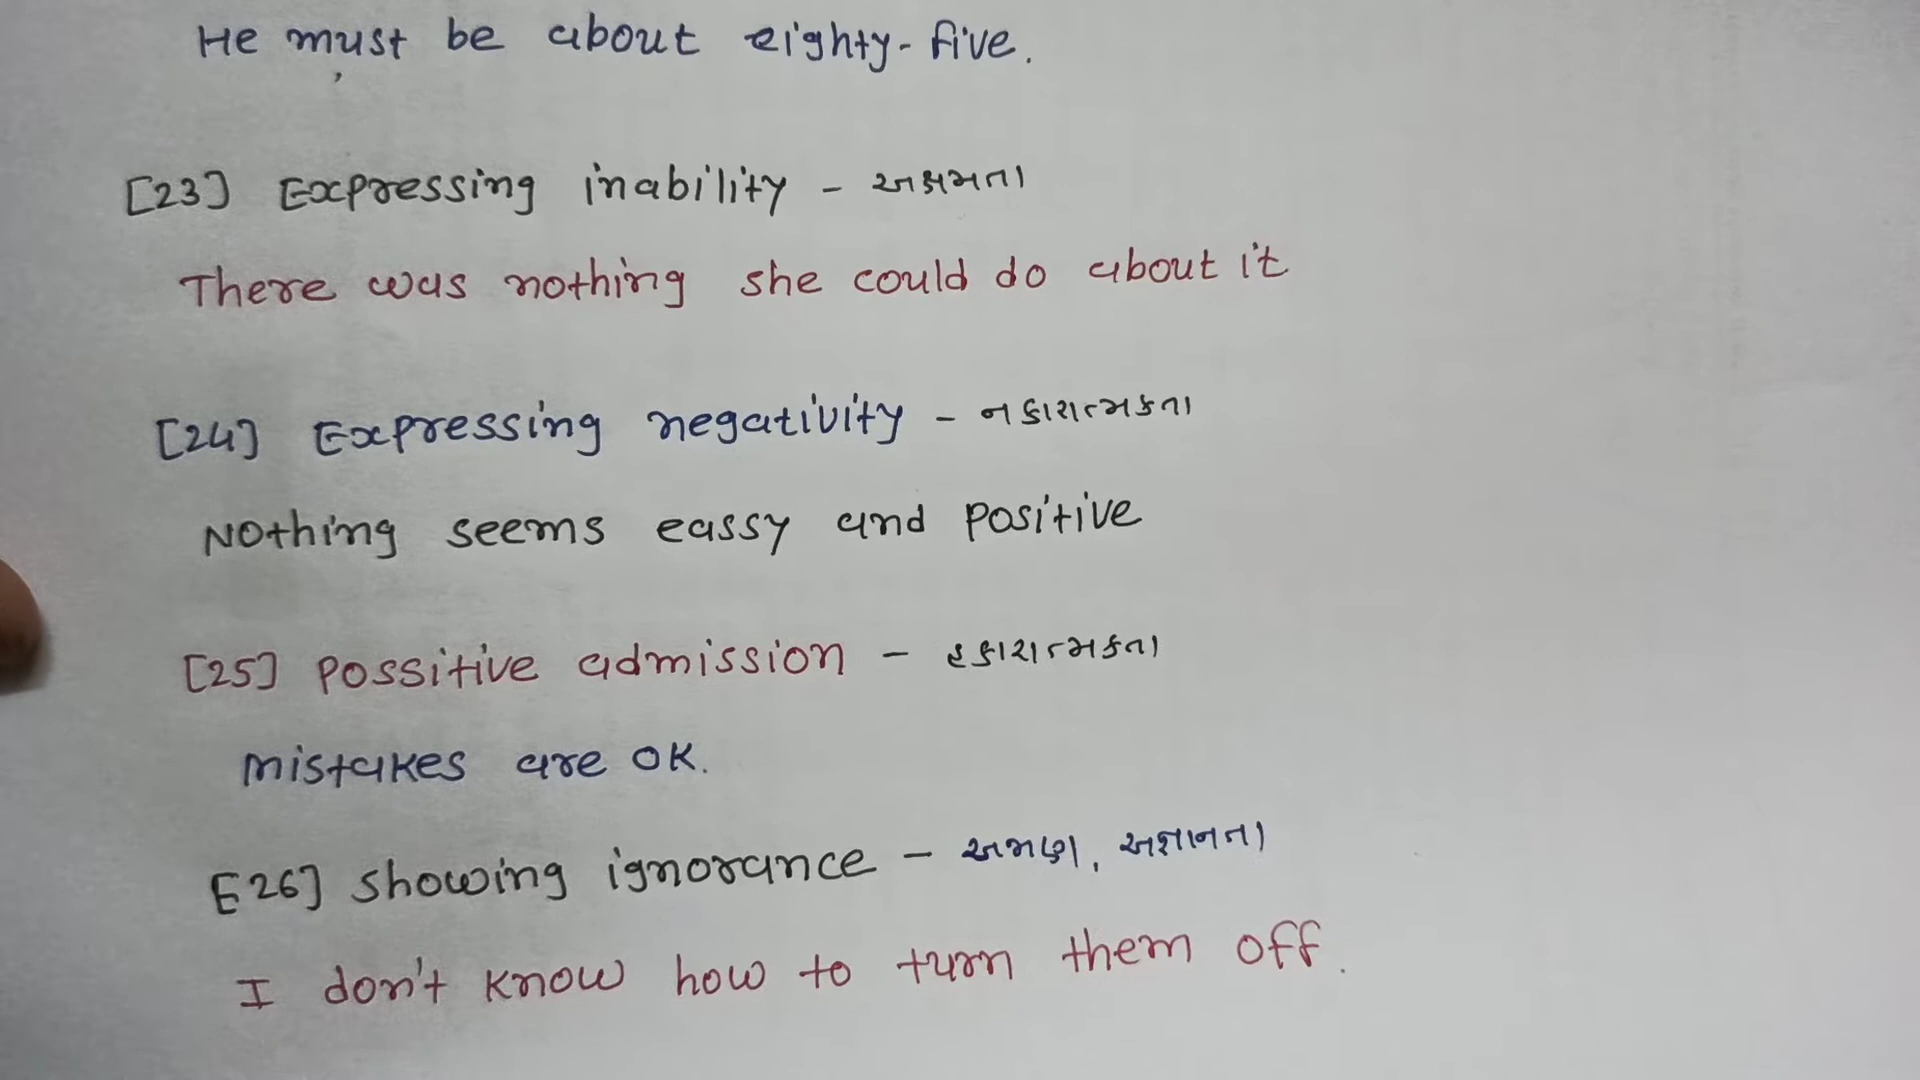 He must be about eighty-five.
[23] Expressing inability - અક્ષમતા
There was nothing she could do about it
[24] Expressing negativity - નકારાત્મકતા
Nothing seems eassy and positive
[25] possitive admission - હકારાત્મકતા
mistakes are OK.
[26] showing ignorance - અભણ, અજ્ઞાનતા
I don't know how to turn them off.